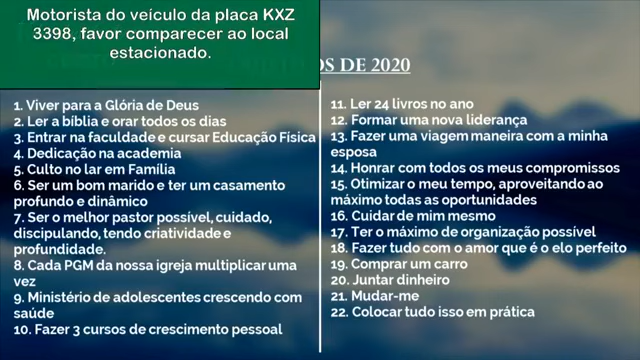 Motorista do veículo da placa KXZ
3398, favor comparecer ao local
estacionado.
OS DE 2020
1. Viver para a Glória de Deus
2. Ler a bíblia e orar todos os dias
3. Entrar na faculdade e cursar Educação Física
4. Dedicação na academia
5. Culto no lar em Família
6. Ser um bom marido e ter um casamento
profundo e dinâmico
7. Ser o melhor pastor possível, cuidado,
discipulando, tendo criatividade e
profundidade.
8. Cada PGM da nossa igreja multiplicar uma
vez
9. Ministério de adolescentes crescendo com
saúde
10. Fazer 3 cursos de crescimento pessoal
11. Ler 24 livros no ano
12. Formar uma nova liderança
13. Fazer uma viagem maneira com a minha
esposa
14. Honrar com todos os meus compromissos
15. Otimizar o meu tempo, aproveitando ao
máximo todas as oportunidades
16. Cuidar de mim mesmo
17. Ter o máximo de organização possível
18. Fazer tudo com o amor que é o elo perfeito
19. Comprar um carro
20. Juntar dinheiro
21. Mudar-me
22. Colocar tudo isso em prática